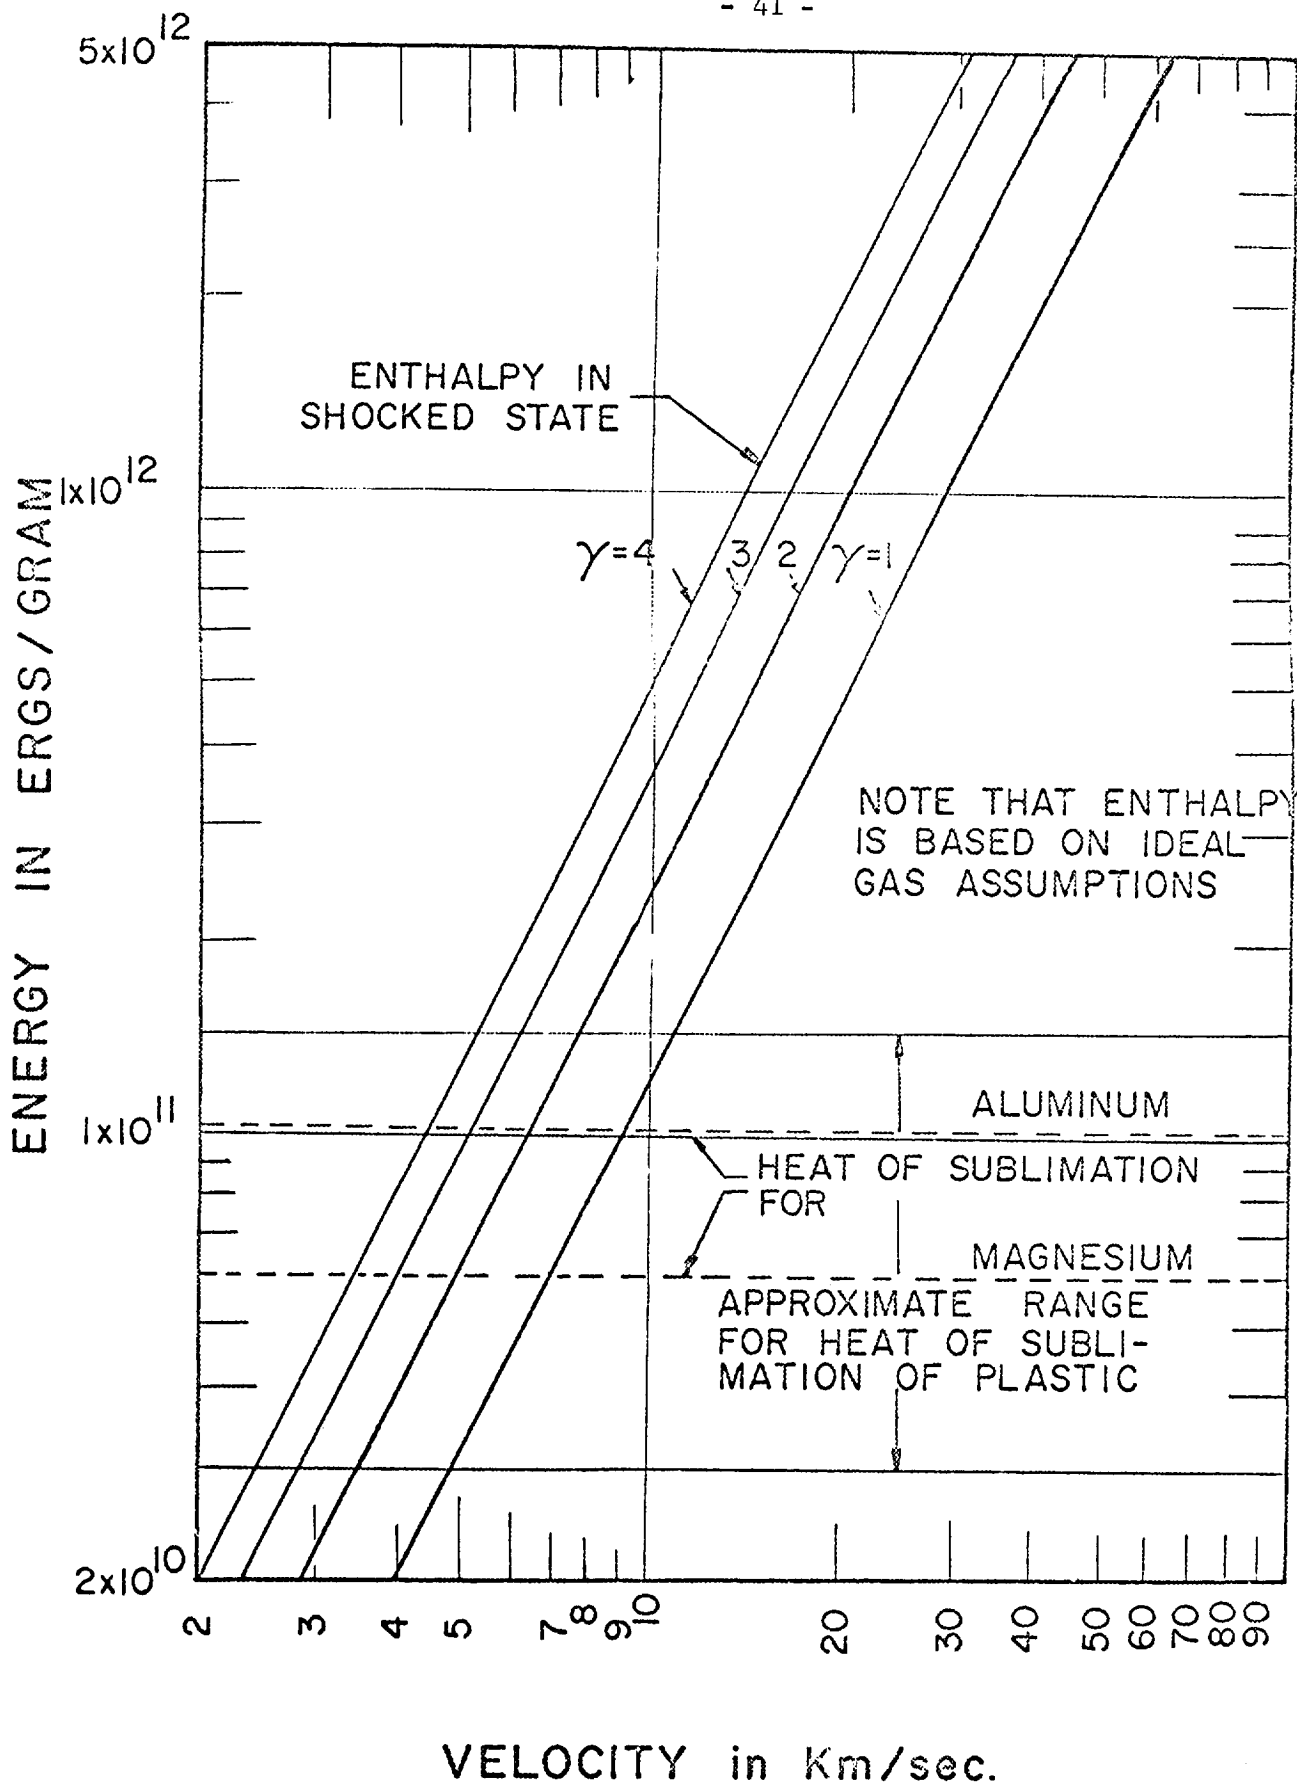 - 41 -
5x10^12
ENTHALPY IN
SHOCKED STATE
1x10^12
γ=4 3 2 γ=1
NOTE THAT ENTHALPY
IS BASED ON IDEAL
GAS ASSUMPTIONS
ENERGY IN ERGS/GRAM
ALUMINUM
1x10^11
HEAT OF SUBLIMATION
FOR
MAGNESIUM
APPROXIMATE RANGE
FOR HEAT OF SUBLI-
MATION OF PLASTIC
2x10^10
2 3 4 5 7 8 9 10 20 30 40 50 60 70 80 90
VELOCITY in Km/sec.